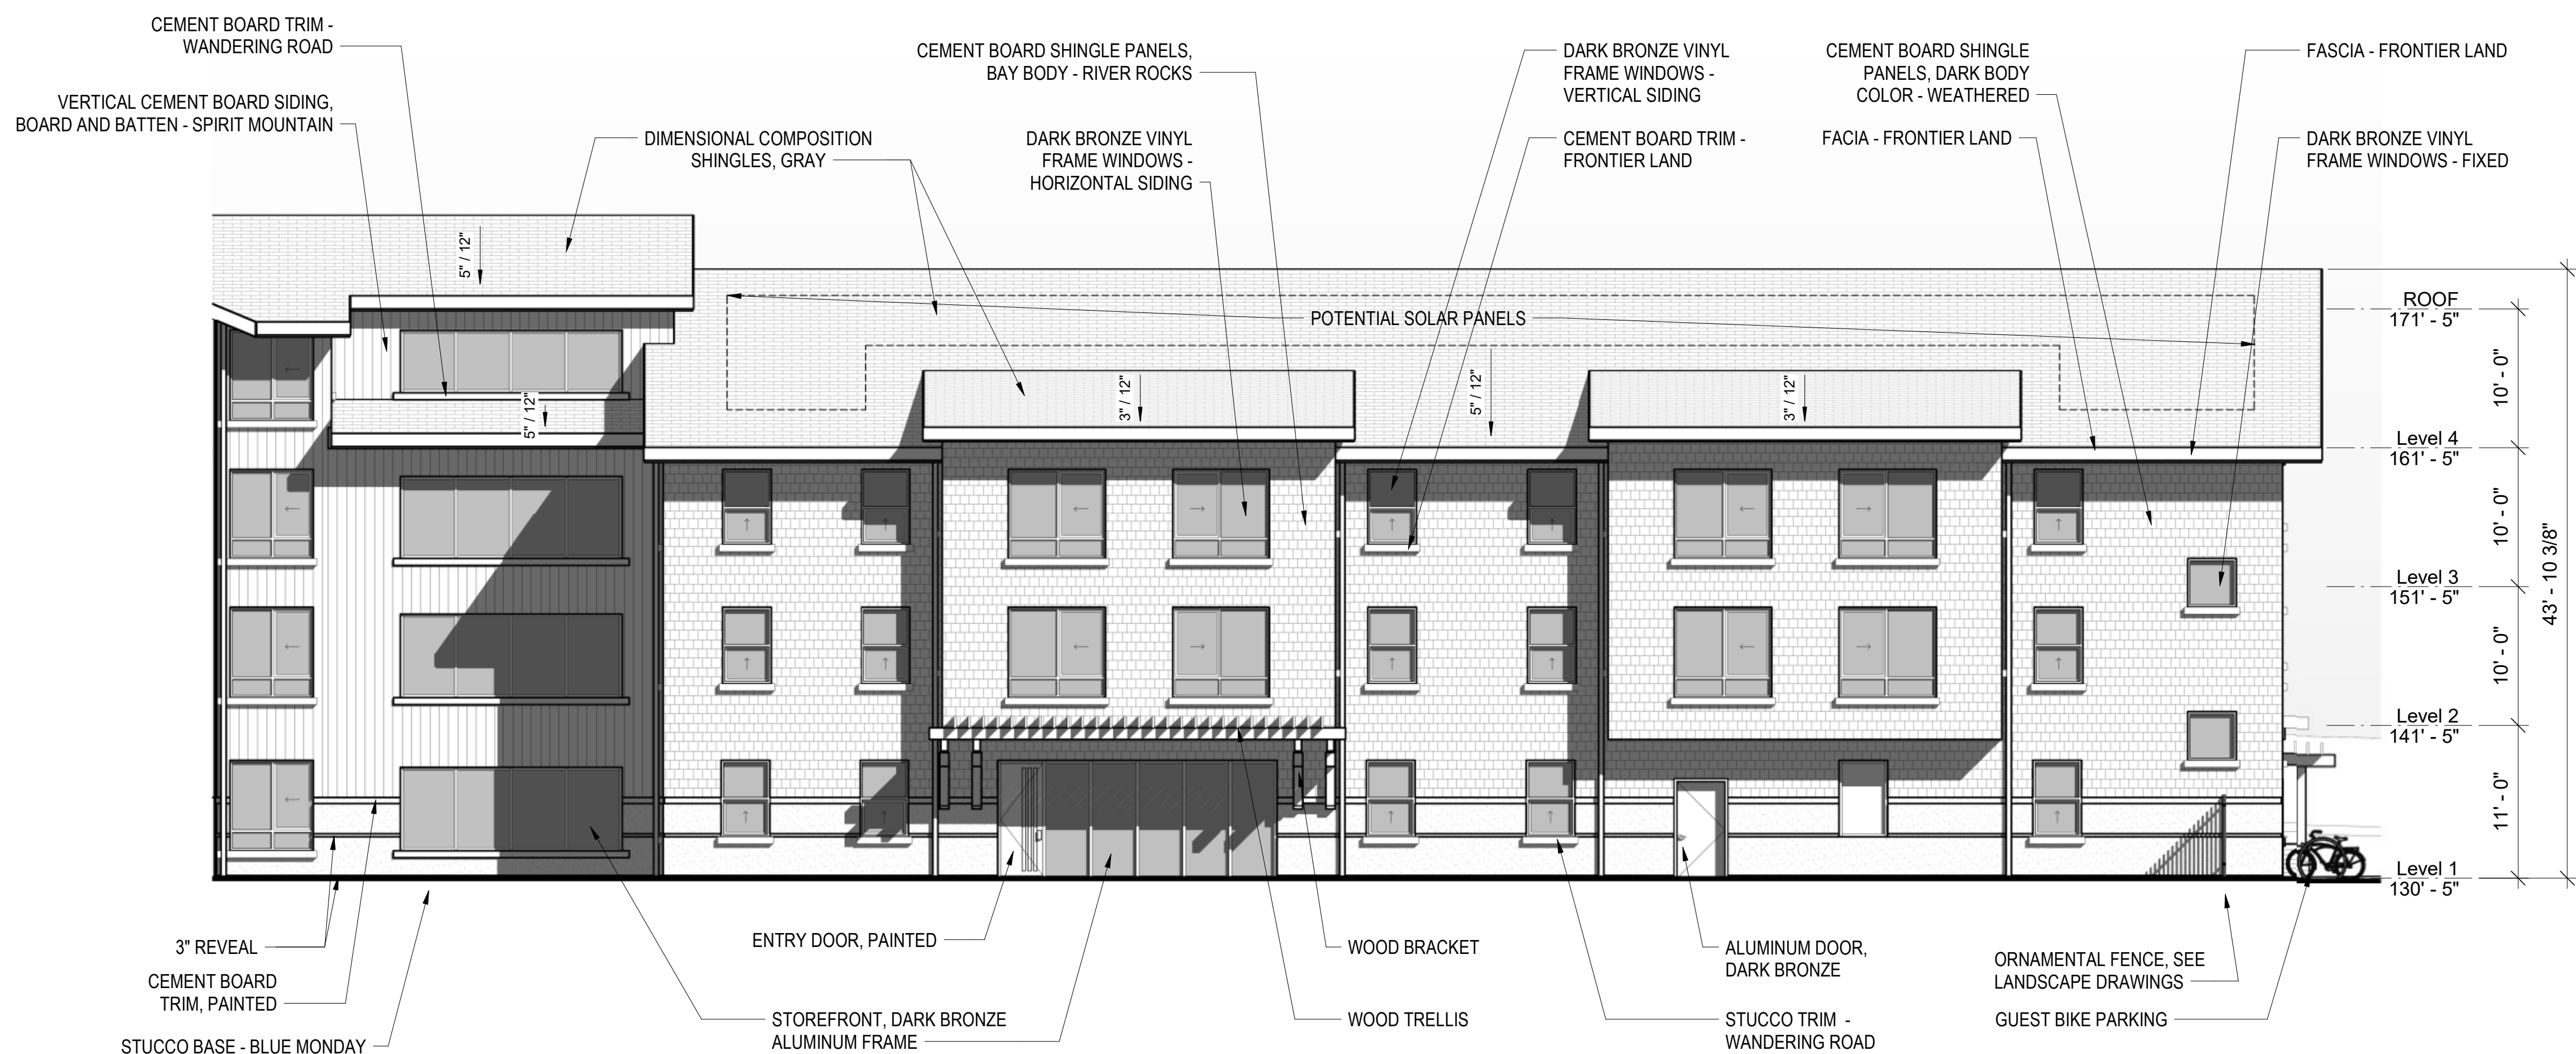 CEMENT BOARD TRIM -
WANDERING ROAD
VERTICAL CEMENT BOARD SIDING,
BOARD AND BATTEN - SPIRIT MOUNTAIN
DIMENSIONAL COMPOSITION
SHINGLES, GRAY
CEMENT BOARD SHINGLE PANELS,
BAY BODY - RIVER ROCKS
DARK BRONZE VINYL
FRAME WINDOWS -
HORIZONTAL SIDING
DARK BRONZE VINYL
FRAME WINDOWS -
VERTICAL SIDING
CEMENT BOARD TRIM -
FRONTIER LAND
CEMENT BOARD SHINGLE
PANELS, DARK BODY
COLOR - WEATHERED
FACIA - FRONTIER LAND
FASCIA - FRONTIER LAND
DARK BRONZE VINYL
FRAME WINDOWS - FIXED
5" / 12"
5" / 12"
POTENTIAL SOLAR PANELS
3" / 12"
5" / 12"
3" / 12"
ROOF
171' - 5"
10' - 0"
Level 4
161' - 5"
10' - 0"
Level 3
151' - 5"
10' - 0"
Level 2
141' - 5"
11' - 0"
Level 1
130' - 5"
43' - 10 3/8"
3" REVEAL
CEMENT BOARD
TRIM, PAINTED
STUCCO BASE - BLUE MONDAY
ENTRY DOOR, PAINTED
STOREFRONT, DARK BRONZE
ALUMINUM FRAME
WOOD BRACKET
WOOD TRELLIS
ALUMINUM DOOR,
DARK BRONZE
STUCCO TRIM -
WANDERING ROAD
ORNAMENTAL FENCE, SEE
LANDSCAPE DRAWINGS
GUEST BIKE PARKING